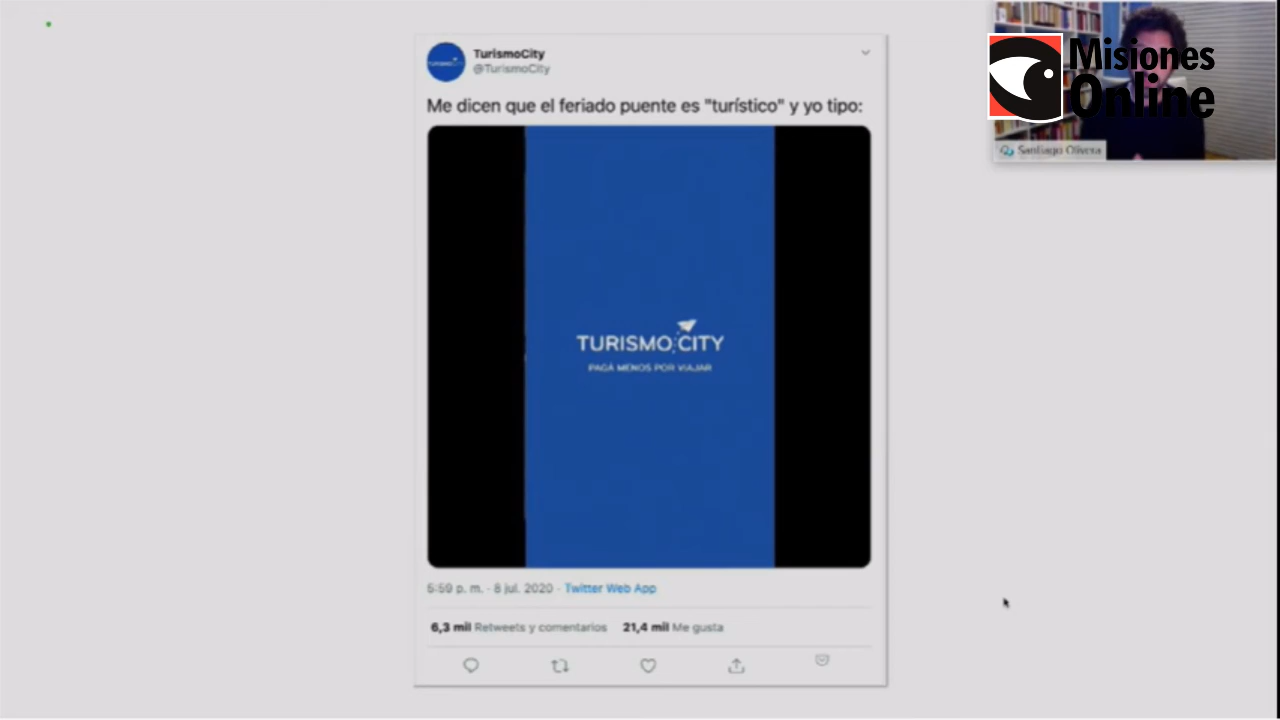 TurismoCity
@TurismoCity
Me dicen que el feriado puente es "turístico" y yo tipo:
TURISMOCITY
PAGÁ MENOS POR VIAJAR
5:59 p. m. · 8 jul. 2020 · Twitter Web App
6,3 mil Retweets y comentarios 21,4 mil Me gusta
Misiones
Online
Santiago Olivera